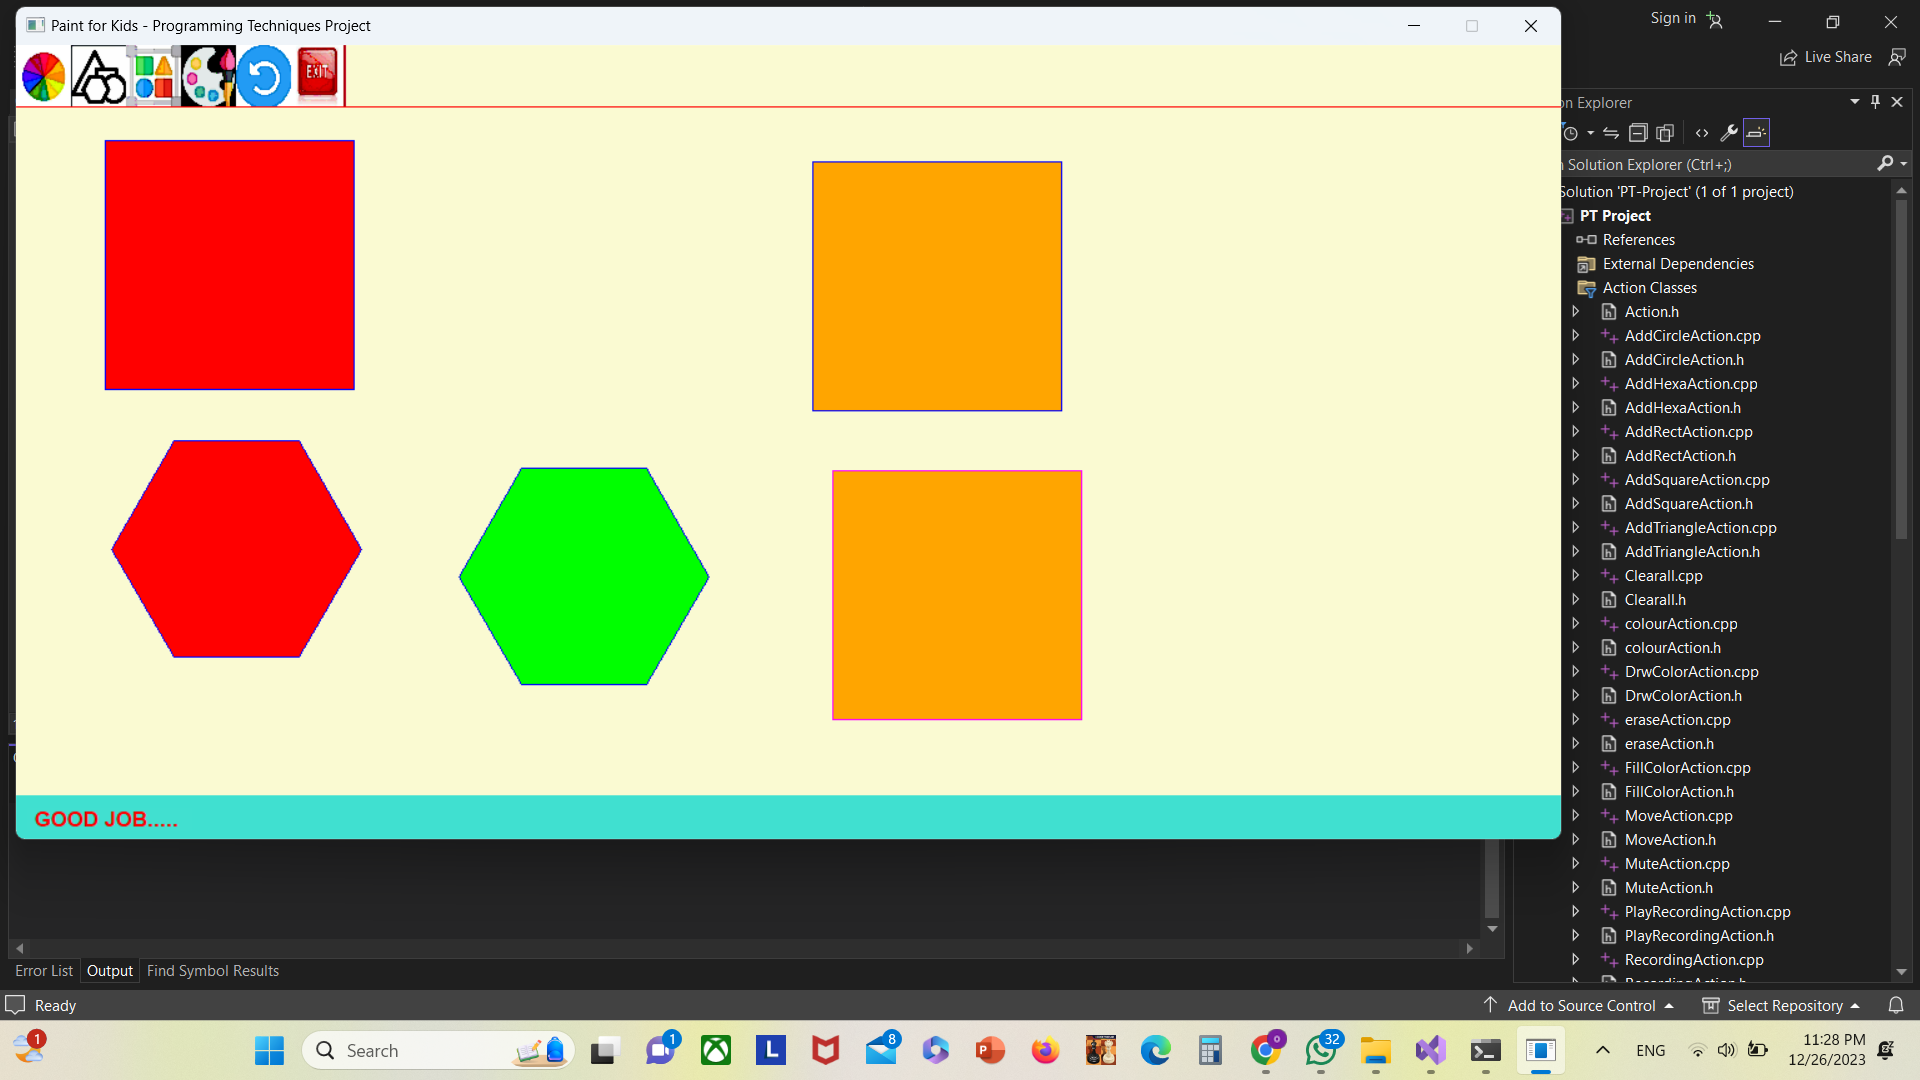 Paint for Kids - Programming Techniques Project
Sign in
Live Share
EXIT
on Explorer
Solution Explorer (Ctrl+;)
Solution 'PT-Project' (1 of 1 project)
PT Project
References
External Dependencies
Action Classes
Action.h
AddCircleAction.cpp
AddCircleAction.h
AddHexaAction.cpp
AddHexaAction.h
AddRectAction.cpp
AddRectAction.h
AddSquareAction.cpp
AddSquareAction.h
AddTriangleAction.cpp
AddTriangleAction.h
Clearall.cpp
Clearall.h
colourAction.cpp
colourAction.h
DrwColorAction.cpp
DrwColorAction.h
eraseAction.cpp
eraseAction.h
FillColorAction.cpp
FillColorAction.h
MoveAction.cpp
MoveAction.h
MuteAction.cpp
MuteAction.h
PlayRecordingAction.cpp
PlayRecordingAction.h
RecordingAction.cpp
RecordingAction.h
GOOD JOB.....
Error List Output Find Symbol Results
Ready
Add to Source Control Select Repository
1
Search
1
L
8
P
32
ENG
11:28 PM
12/26/2023